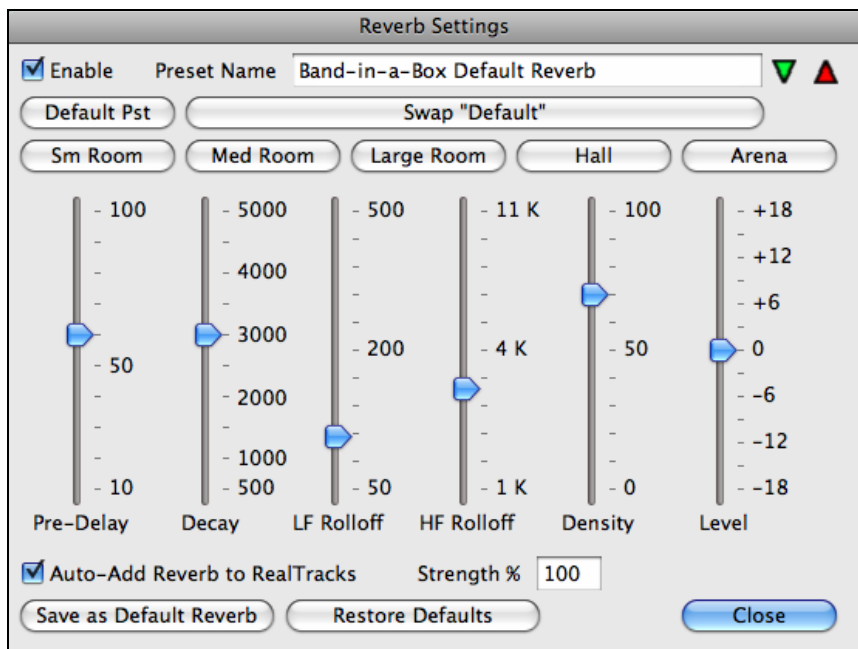 Reverb Settings
Enable Preset Name Band-in-a-Box Default Reverb
Default Pst Swap "Default"
Sm Room Med Room Large Room Hall Arena
- 100 - 5000 - 500 - 11 K - 100 - +18
- 4000 - +12
- +6
- 3000 - 200 - 4 K - 50 - 0
- 50
- 2000 - -6
- 1000 - -12
- 10 - 500 - 50 - 1 K - 0 - -18
Pre-Delay Decay LF Rolloff HF Rolloff Density Level
Auto-Add Reverb to RealTracks Strength % 100
Save as Default Reverb Restore Defaults Close